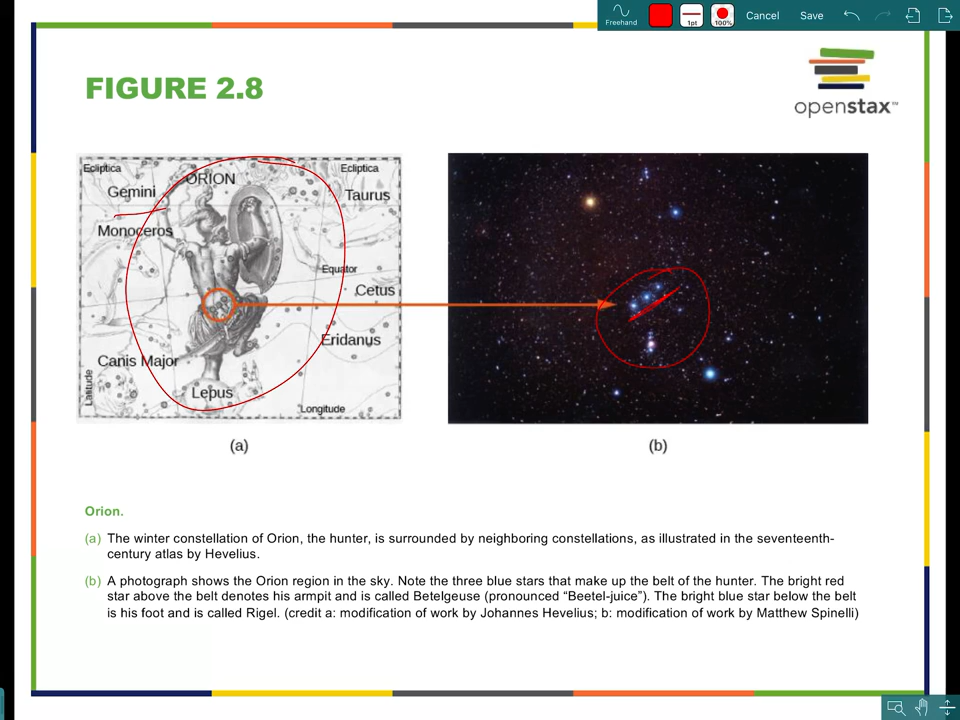 Freehand
1pt
100%
Cancel
Save
FIGURE 2.8
openstax™
Ecliptica
ORION
Ecliptica
Gemini
Taurus
Monoceros
Equator
Cetus
Eridanus
Canis Major
Latitude
Lepus
Longitude
(a)
(b)
Orion.
(a) The winter constellation of Orion, the hunter, is surrounded by neighboring constellations, as illustrated in the seventeenth-
century atlas by Hevelius.
(b) A photograph shows the Orion region in the sky. Note the three blue stars that make up the belt of the hunter. The bright red
star above the belt denotes his armpit and is called Betelgeuse (pronounced “Beetel-juice”). The bright blue star below the belt
is his foot and is called Rigel. (credit a: modification of work by Johannes Hevelius; b: modification of work by Matthew Spinelli)